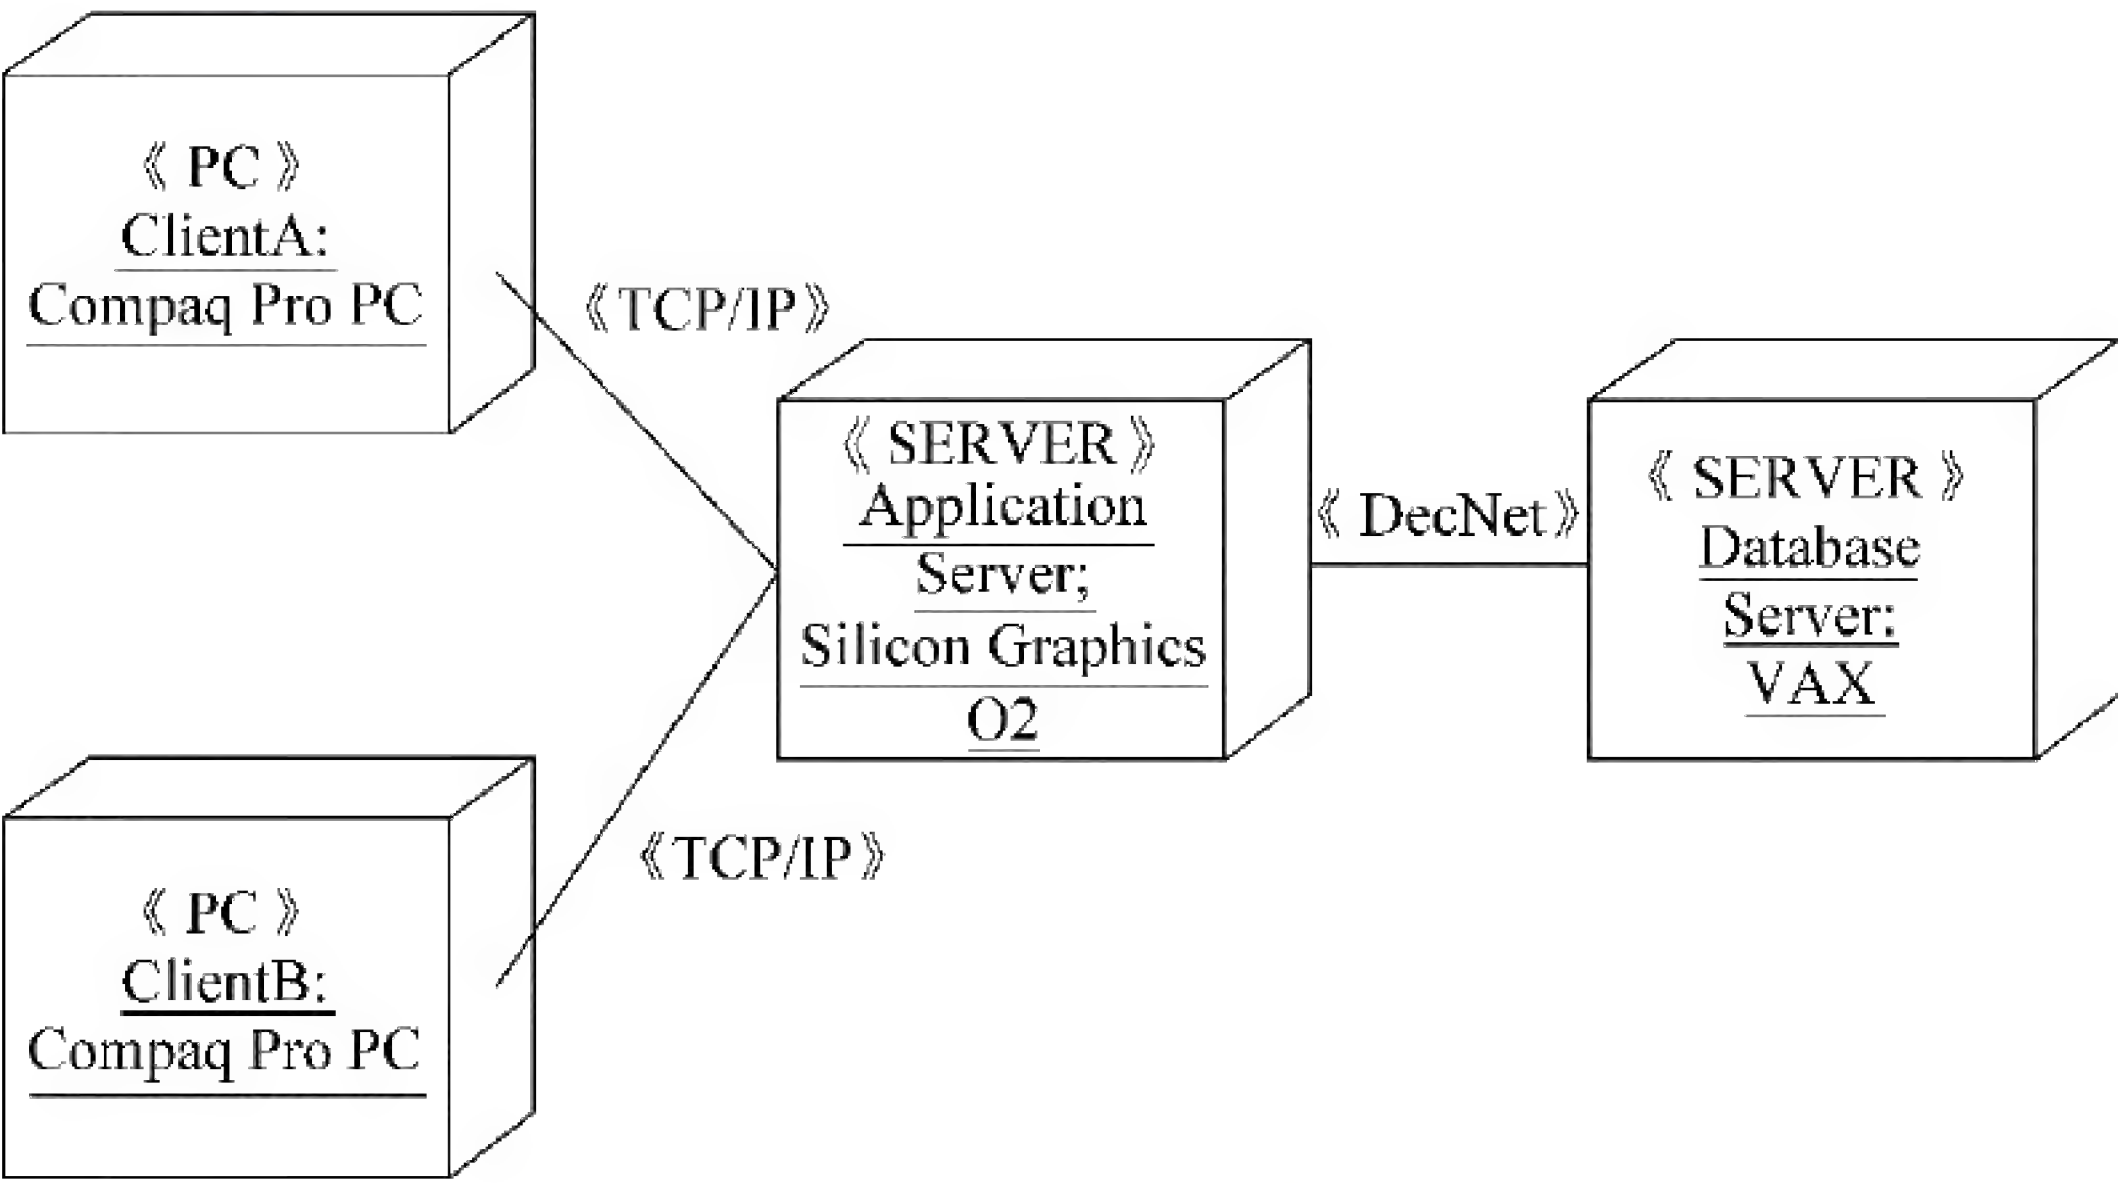 《 PC 》
ClientA:
Compaq Pro PC
《TCP/IP》
《 SERVER 》
Application
Server;
Silicon Graphics
O2
《 DecNet》
《 SERVER 》
Database
Server:
VAX
《TCP/IP》
《 PC 》
ClientB:
Compaq Pro PC